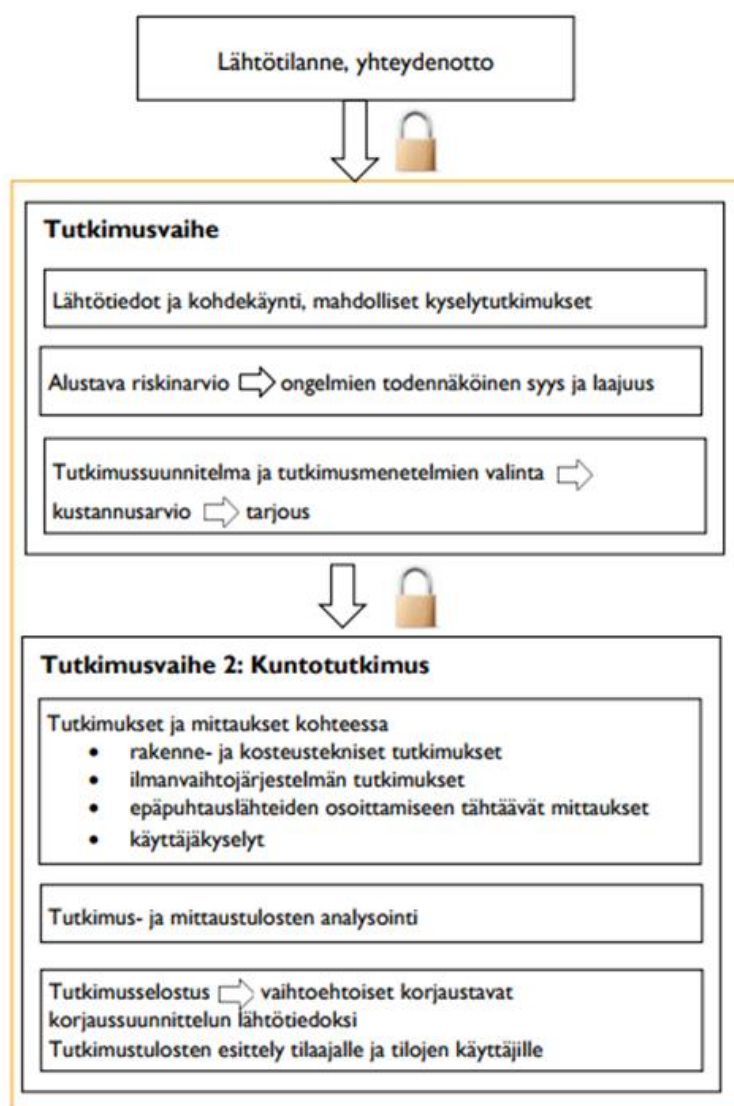 Lähtötilanne, yhteydenotto
Tutkimusvaihe
Lähtötiedot ja kohdekäynti, mahdolliset kyselytutkimukset
Alustava riskinarvio ongelmien todennäköinen syys ja laajuus
Tutkimussuunnitelma ja tutkimusmenetelmien valinta
kustannusarvio tarjous
Tutkimusvaihe 2: Kuntotutkimus
Tutkimukset ja mittaukset kohteessa
• rakenne- ja kosteustekniset tutkimukset
• ilmanvaihtojärjestelmän tutkimukset
• epäpuhtauslähteiden osoittamiseen tähtäävät mittaukset
• käyttäjäkyselyt
Tutkimus- ja mittaustulosten analysointi
Tutkimusselostus vaihtoehtoiset korjaustavat
korjaussuunnittelun lähtötiedoksi
Tutkimustulosten esittely tilaajalle ja tilojen käyttäjille